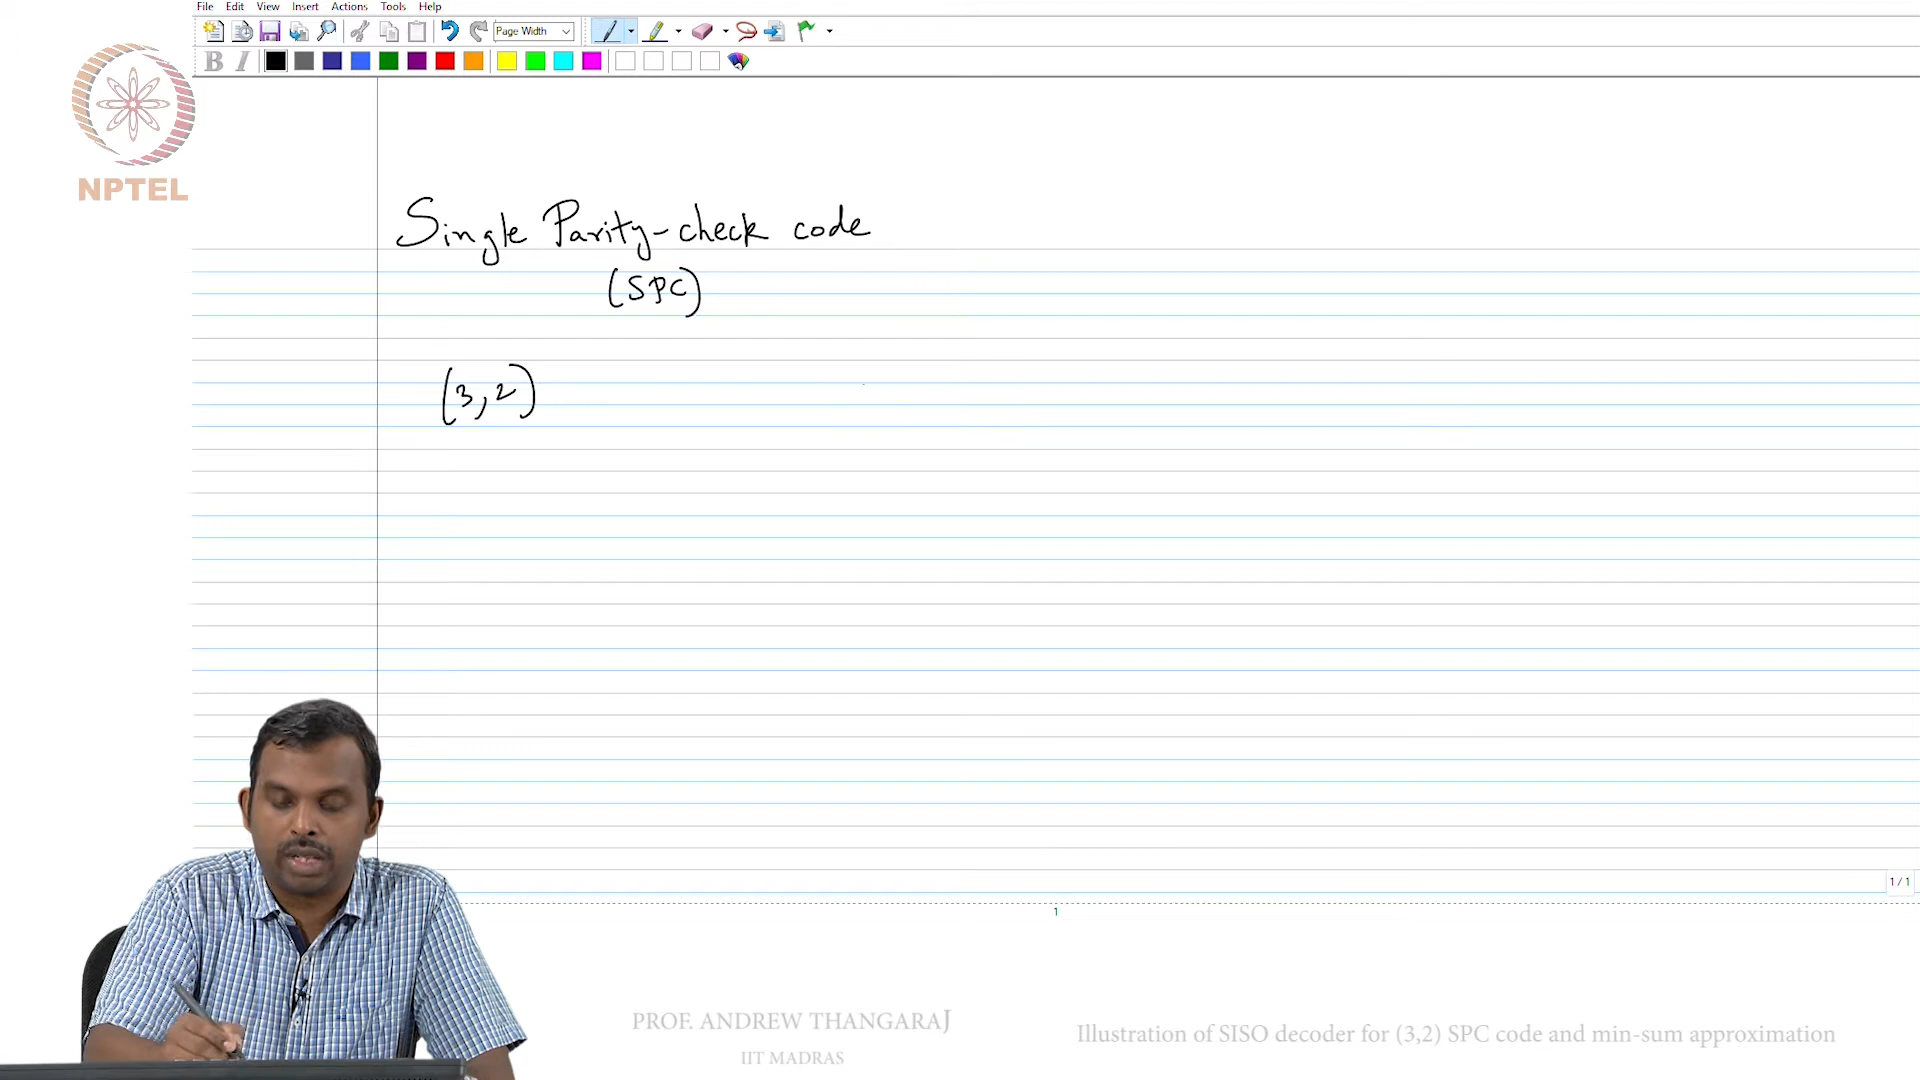 File Edit View Insert Actions Tools Help
Page Width
B I
NPTEL
Single Parity-check code
(SPC)
(3,2)
1 / 1
1
PROF. ANDREW THANGARAJ
IIT MADRAS
Illustration of SISO decoder for (3,2) SPC code and min-sum approximation